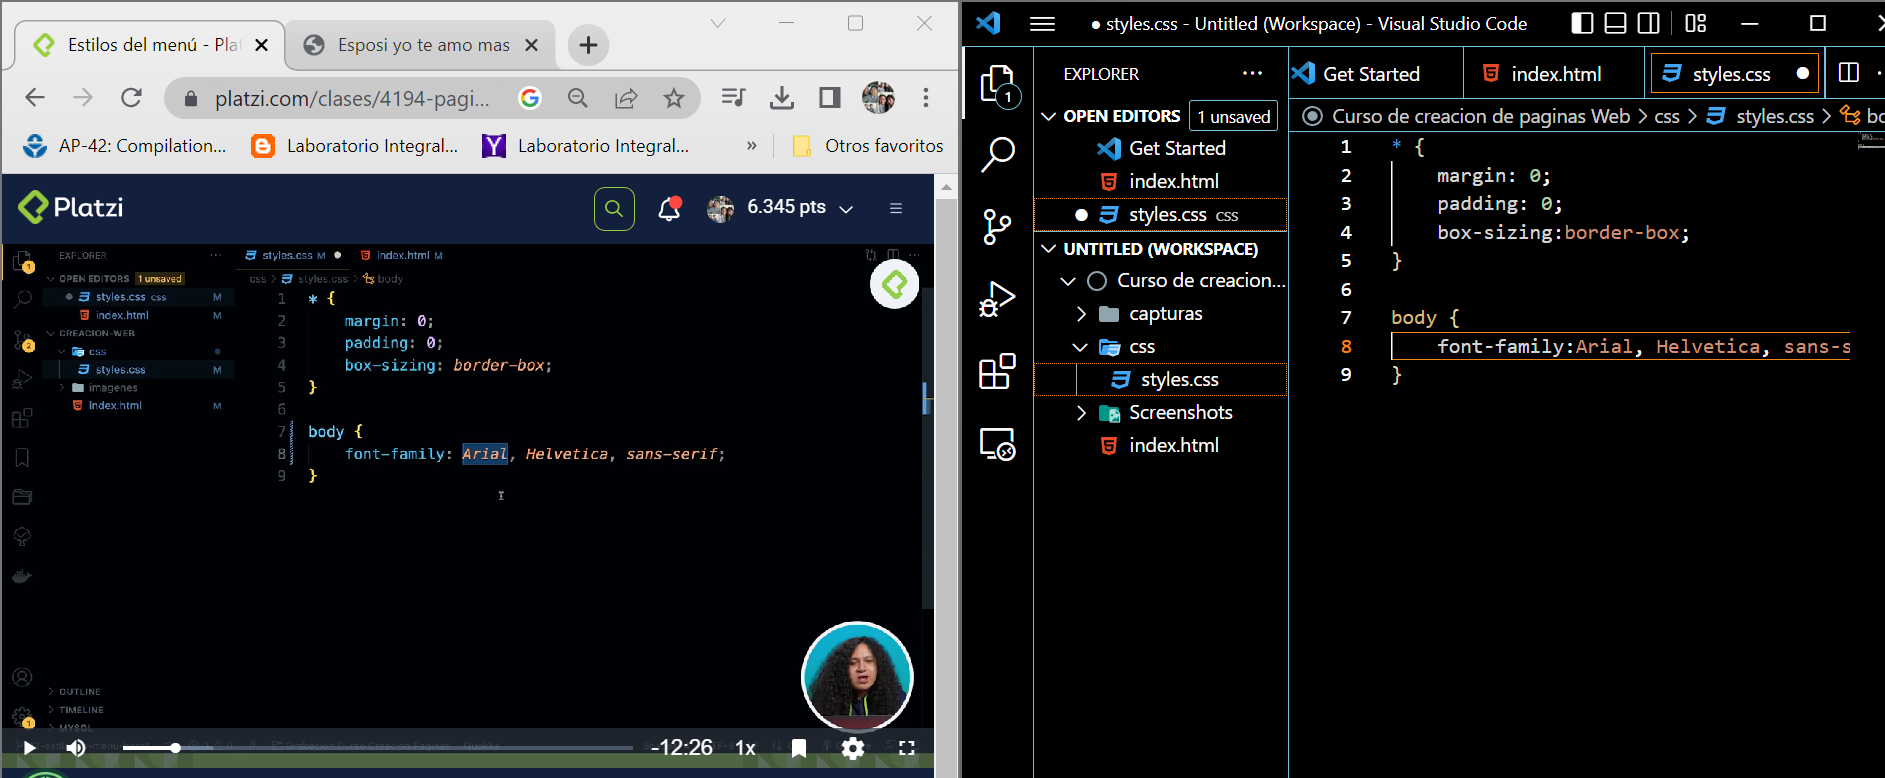 Estilos del menú - Pla
Esposi yo te amo mas
platzi.com/clases/4194-pagi...
AP-42: Compilation...
Laboratorio Integral...
Laboratorio Integral...
»
Otros favoritos
Platzi
6.345 pts
EXPLORER
OPEN EDITORS 1 unsaved
styles.css css M
index.html M
CREACION-WEB
css
styles.css M
imagenes
index.html M
OUTLINE
TIMELINE
MYSQL
styles.css M
index.html M
css > styles.css > body
1 * {
2 margin: 0;
3 padding: 0;
4 box-sizing: border-box;
5 }
6
7 body {
8 font-family: Arial, Helvetica, sans-serif;
9 }
-12:26 1x
● styles.css - Untitled (Workspace) - Visual Studio Code
1
EXPLORER
OPEN EDITORS 1 unsaved
Get Started
index.html
styles.css css
UNTITLED (WORKSPACE)
Curso de creacion...
capturas
css
styles.css
Screenshots
index.html
Get Started
index.html
styles.css
Curso de creacion de paginas Web > css > styles.css > bo
1 * {
2 margin: 0;
3 padding: 0;
4 box-sizing:border-box;
5 }
6
7 body {
8 font-family:Arial, Helvetica, sans-s
9 }